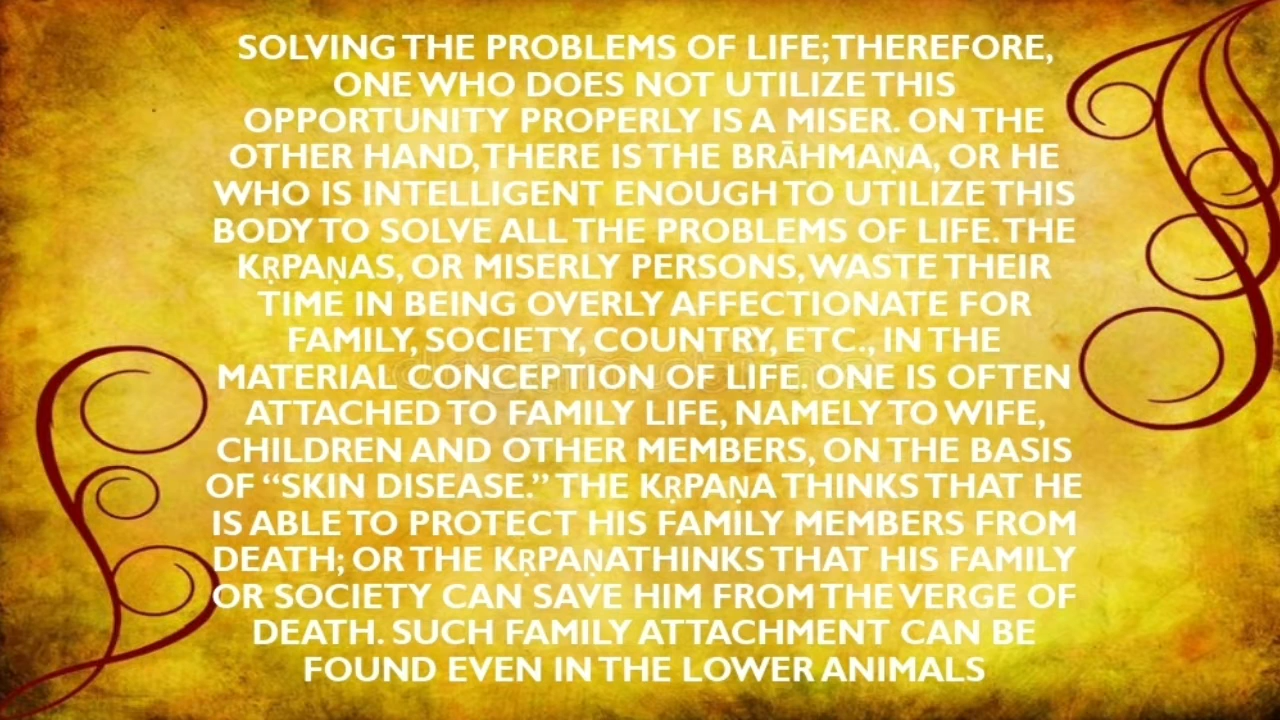 SOLVING THE PROBLEMS OF LIFE; THEREFORE,
ONE WHO DOES NOT UTILIZE THIS
OPPORTUNITY PROPERLY IS A MISER. ON THE
OTHER HAND, THERE IS THE BRĀHMAṆA, OR HE
WHO IS INTELLIGENT ENOUGH TO UTILIZE THIS
BODY TO SOLVE ALL THE PROBLEMS OF LIFE. THE
KṚPAṆAS, OR MISERLY PERSONS, WASTE THEIR
TIME IN BEING OVERLY AFFECTIONATE FOR
FAMILY, SOCIETY, COUNTRY, ETC., IN THE
MATERIAL CONCEPTION OF LIFE. ONE IS OFTEN
ATTACHED TO FAMILY LIFE, NAMELY TO WIFE,
CHILDREN AND OTHER MEMBERS, ON THE BASIS
OF “SKIN DISEASE.” THE KṚPAṆA THINKS THAT HE
IS ABLE TO PROTECT HIS FAMILY MEMBERS FROM
DEATH; OR THE KṚPAṆATHINKS THAT HIS FAMILY
OR SOCIETY CAN SAVE HIM FROM THE VERGE OF
DEATH. SUCH FAMILY ATTACHMENT CAN BE
FOUND EVEN IN THE LOWER ANIMALS